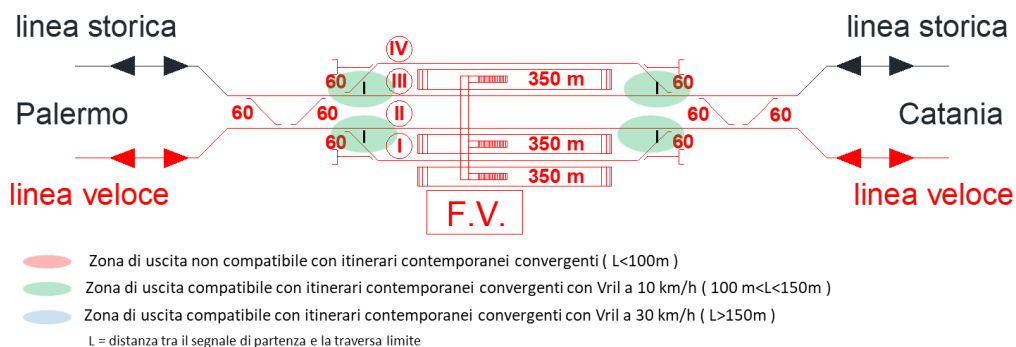 linea storica
linea storica
IV
60
III
350 m
60
Palermo
60
60
II
60
60
Catania
60
I
350 m
60
350 m
linea veloce
linea veloce
F.V.
Zona di uscita non compatibile con itinerari contemporanei convergenti ( L<100m )
Zona di uscita compatibile con itinerari contemporanei convergenti con Vril a 10 km/h ( 100 m<L<150m )
Zona di uscita compatibile con itinerari contemporanei convergenti con Vril a 30 km/h ( L>150m )
L = distanza tra il segnale di partenza e la traversa limite